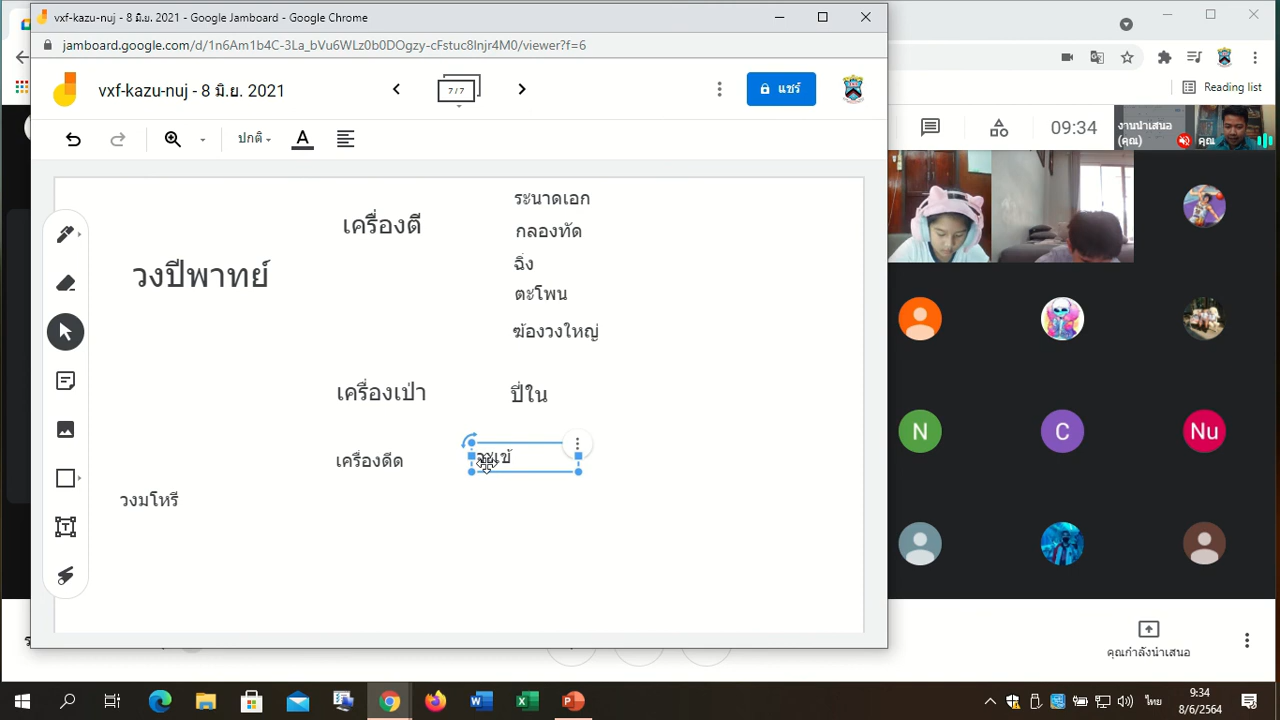 vxf-kazu-nuj - 8 มิ.ย. 2021 - Google Jamboard - Google Chrome
jamboard.google.com/d/1n6Am1b4C-3La_bVu6WLz0b0DOgzy-cFstuc8lnjr4M0/viewer?f=6
vxf-kazu-nuj - 8 มิ.ย. 2021
7 / 7
แชร์
ปกติ
Reading list
09:34
งานนำเสนอ
(คุณ)
คุณ
ระนาดเอก
เครื่องตี
กลองทัด
ฉิ่ง
วงปีพาทย์
ตะโพน
ฆ้องวงใหญ่
เครื่องเป่า
ปี่ใน
เครื่องดีด
วงมโหรี
N
C
Nu
คุณกำลังนำเสนอ
ไทย
9:34
8/6/2564